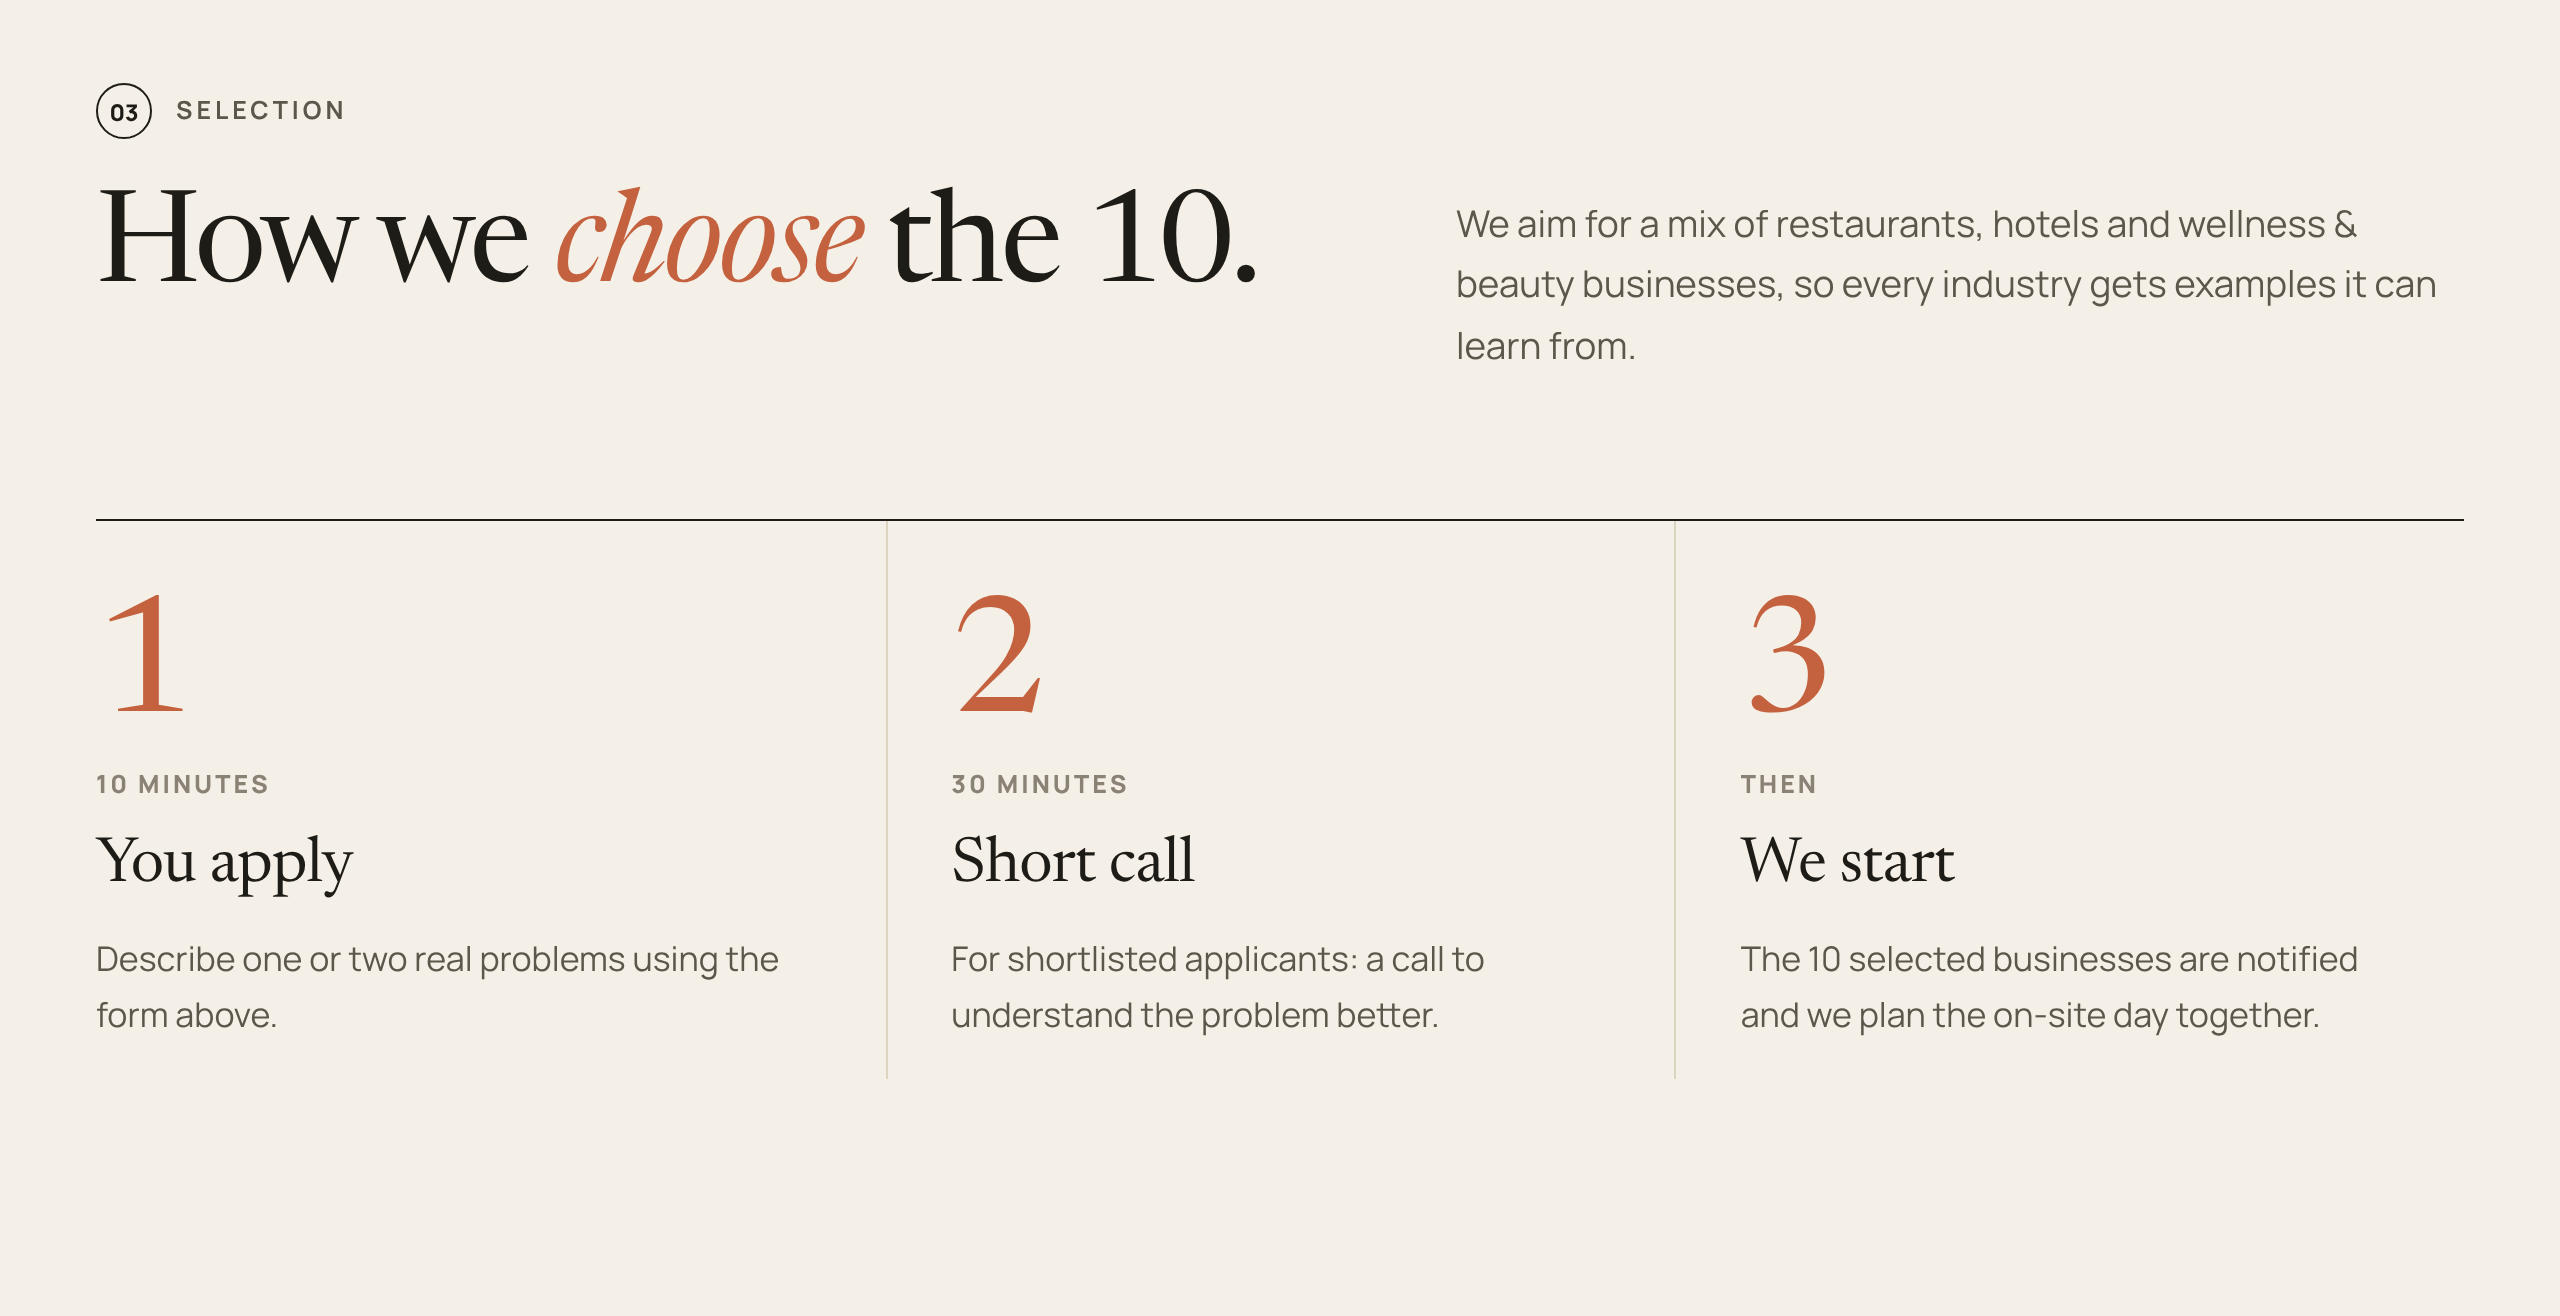 03 SELECTION
How we choose the 10.
We aim for a mix of restaurants, hotels and wellness &
beauty businesses, so every industry gets examples it can
learn from.
1
10 MINUTES
You apply
Describe one or two real problems using the
form above.
2
30 MINUTES
Short call
For shortlisted applicants: a call to
understand the problem better.
3
THEN
We start
The 10 selected businesses are notified
and we plan the on-site day together.